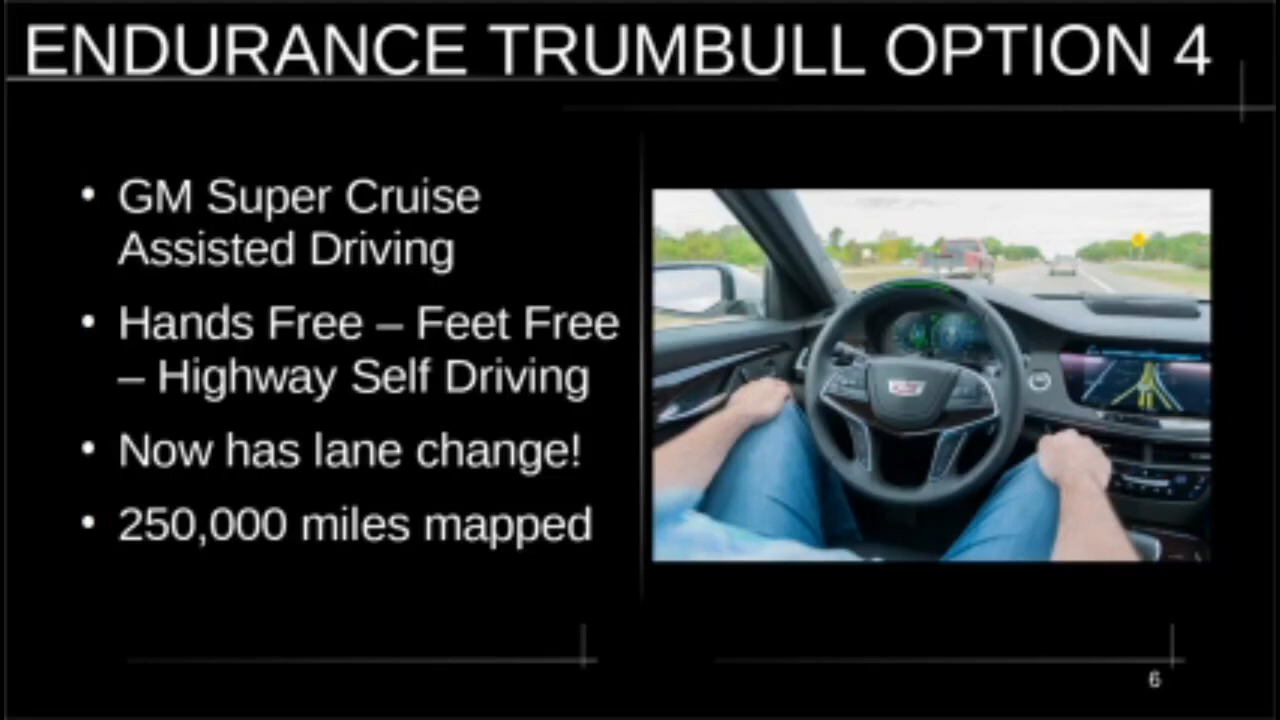 ENDURANCE TRUMBULL OPTION 4
• GM Super Cruise
Assisted Driving
• Hands Free – Feet Free
– Highway Self Driving
• Now has lane change!
• 250,000 miles mapped
6